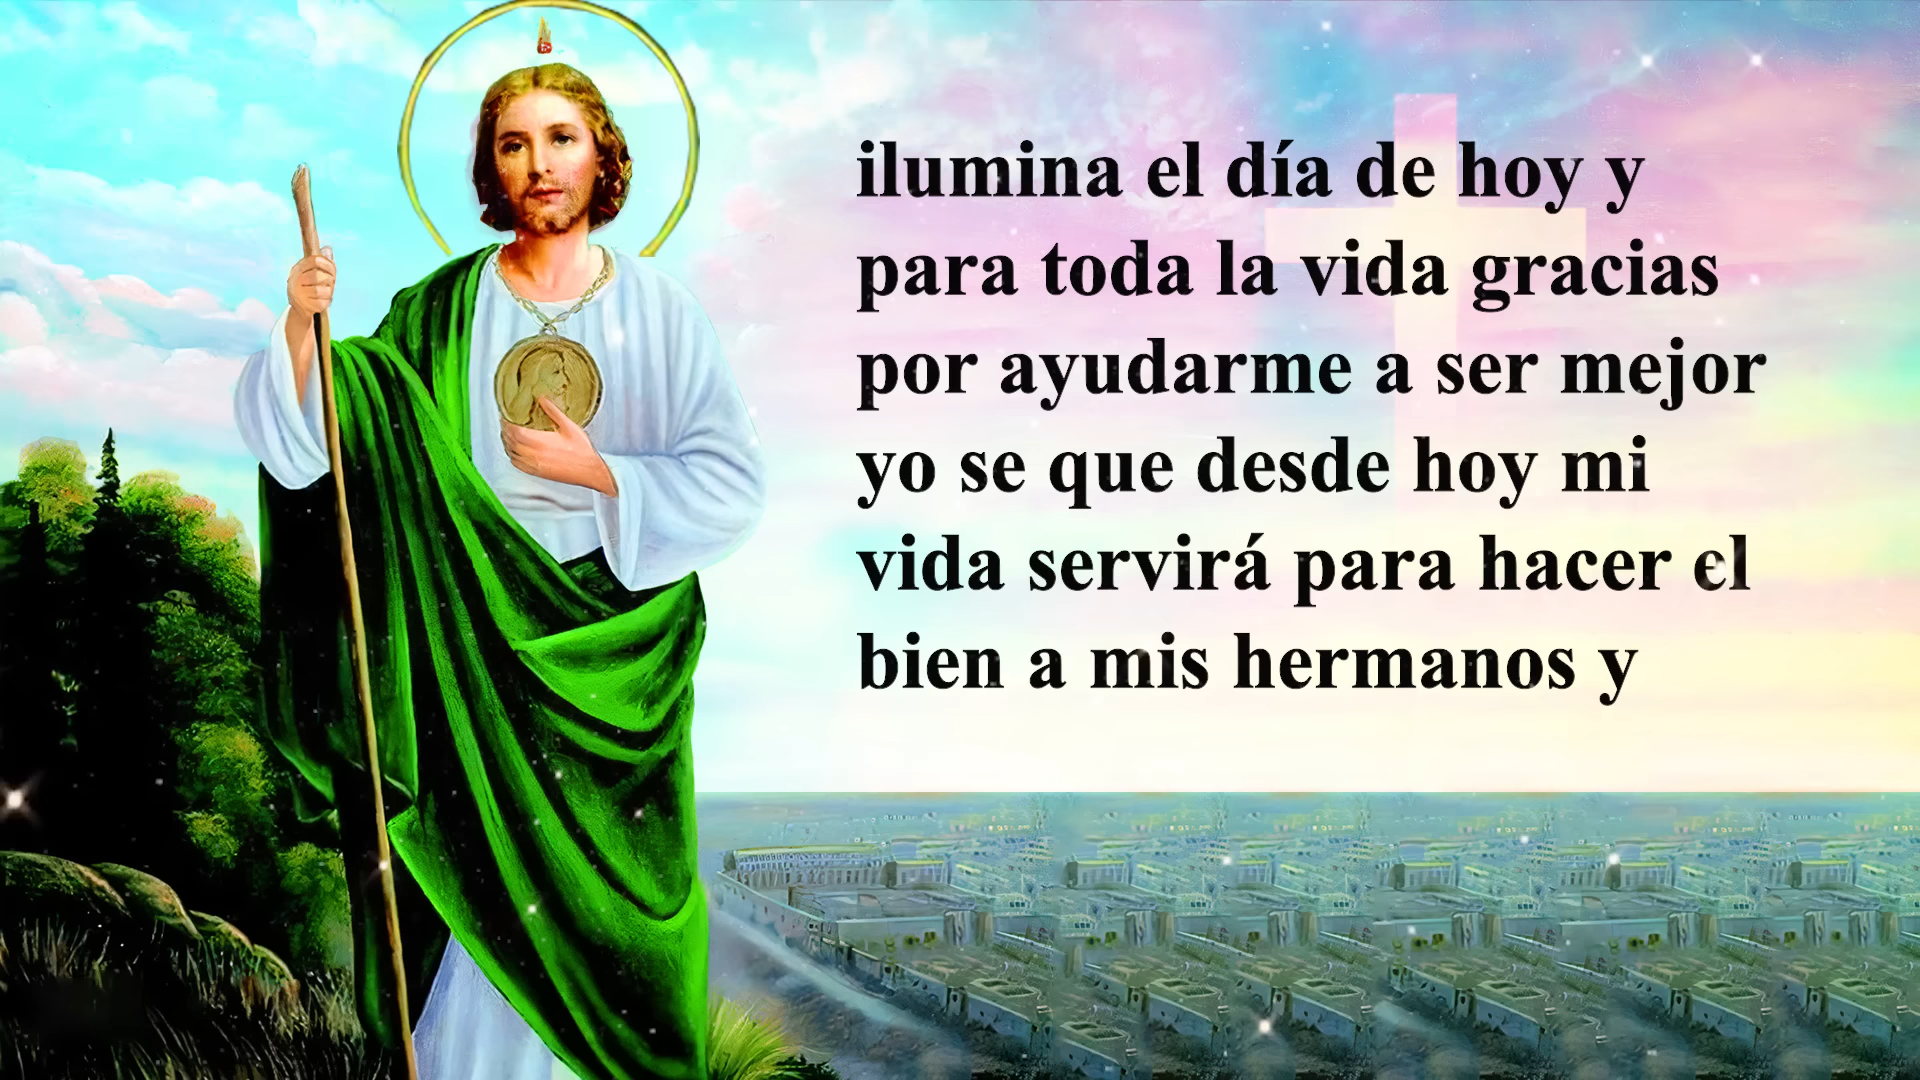 ilumina el día de hoy y
para toda la vida gracias
por ayudarme a ser mejor
yo se que desde hoy mi
vida servirá para hacer el
bien a mis hermanos y